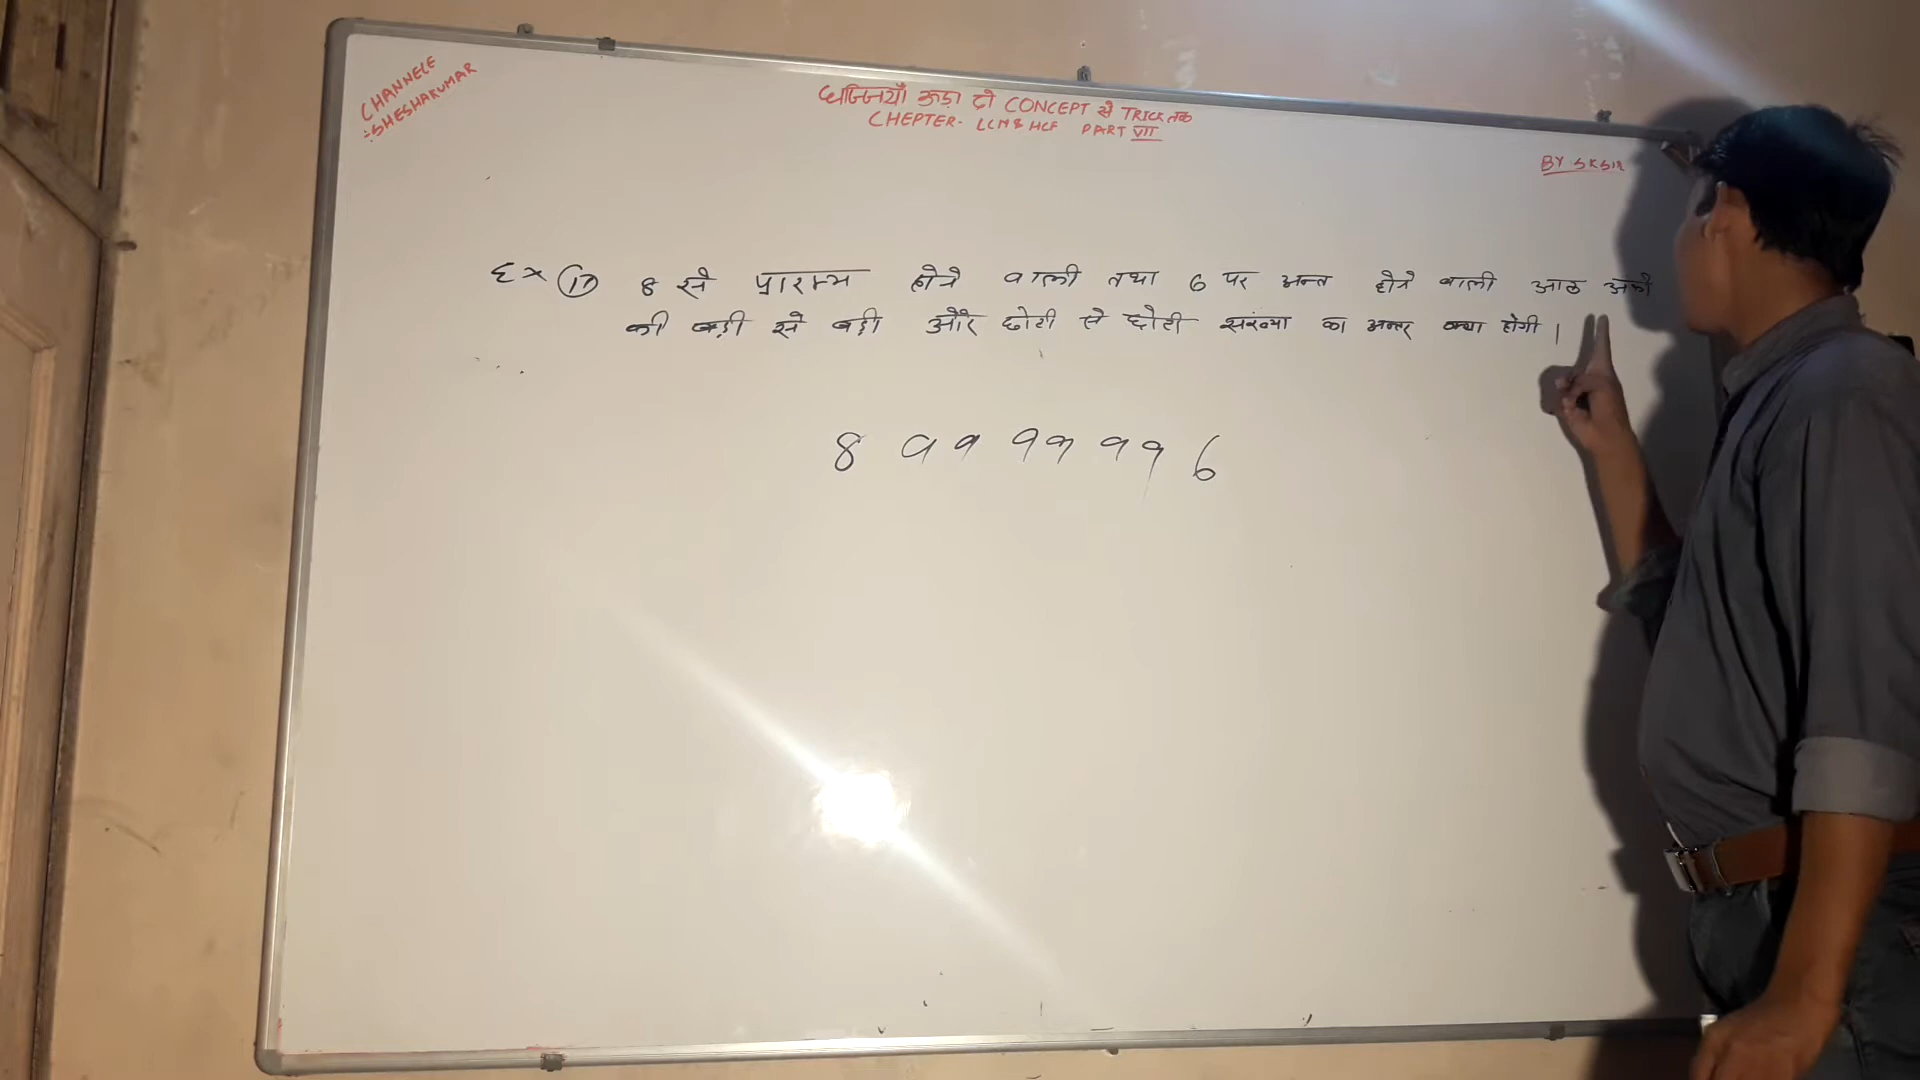 CHANNELE
:-SHESHAKUMAR
धज्जियाँ उड़ा दो CONCEPT से TRICK तक
CHEPTER- LCM & HCF PART VII
BY SKSIR
Ex 17 8 से प्रारम्भ होने वाली तथा 6 पर अन्त होने वाली आठ अंको
की बड़ी से बड़ी और छोटी से छोटी संख्या का अन्तर क्या होगी ।
8 9 9 9 9 9 9 6